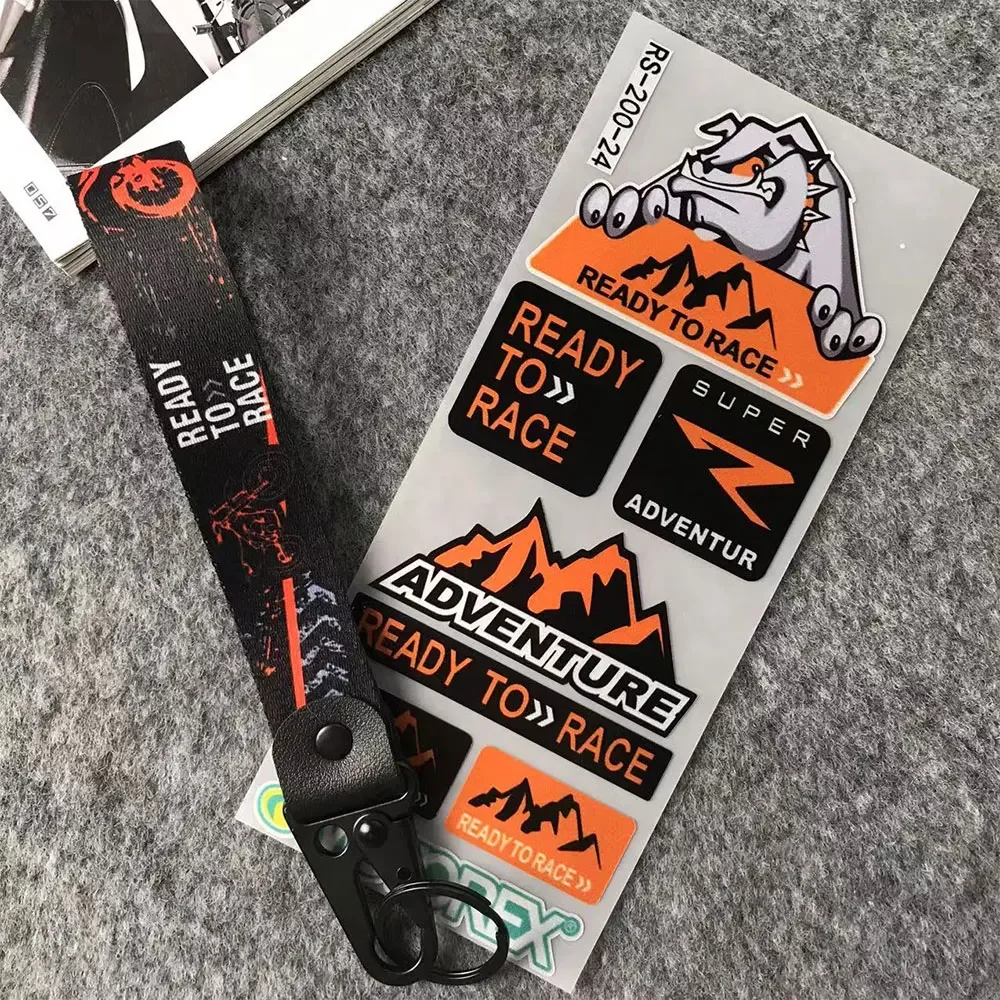 RS-200-24
READY TO RACE »
READY
TO»
RACE
SUPER
ADVENTUR
ADVENTURE
READY TO» RACE
READY TO RACE »
READY
TO»
RACE